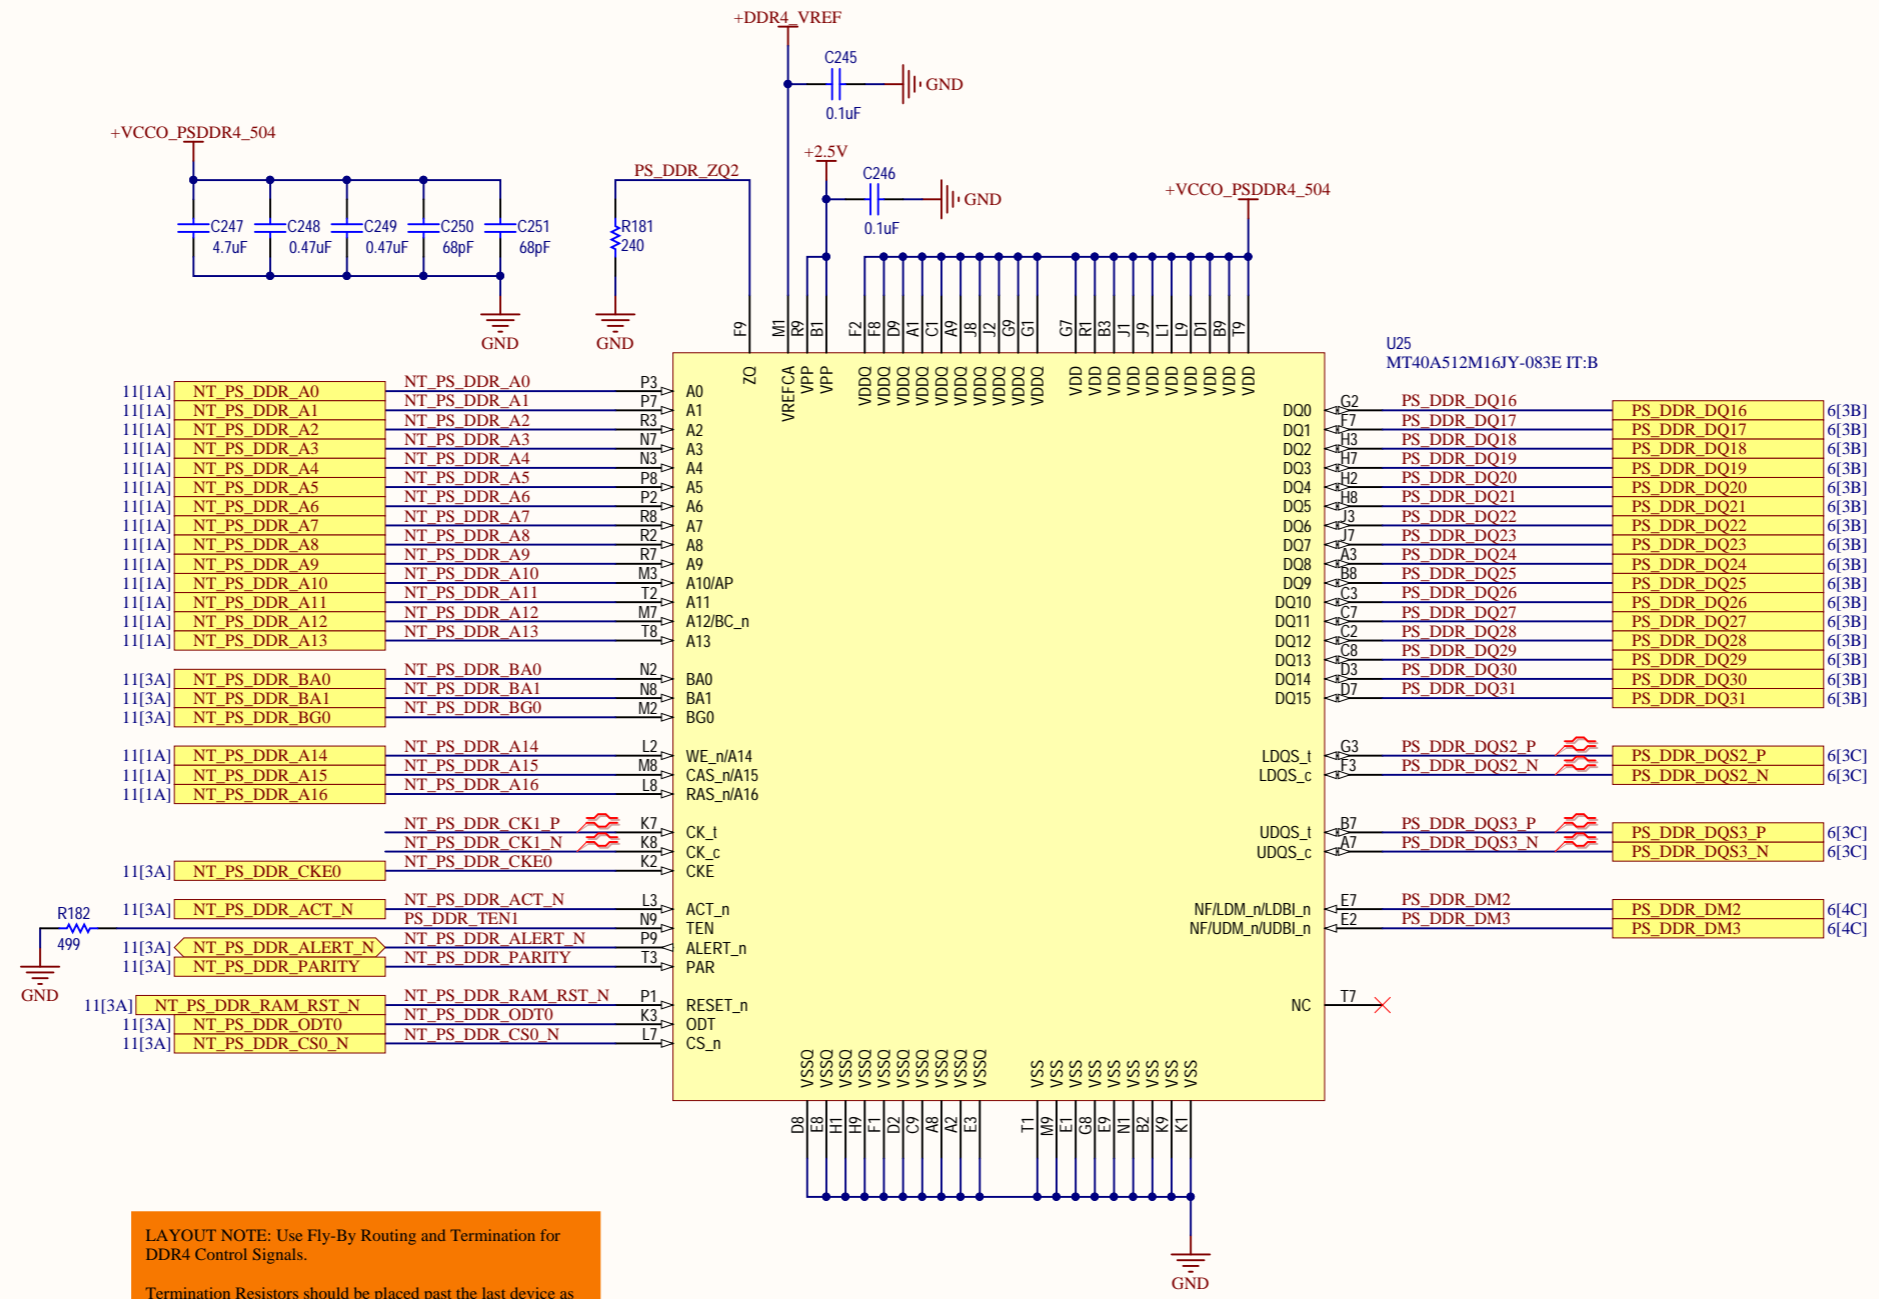 +DDR4_VREF
C245
GND
0.1uF
+VCCO_PSDDR4_504
+2.5V
PS_DDR_ZQ2
C246
GND
0.1uF
+VCCO_PSDDR4_504
C247 C248 C249 C250 C251
4.7uF 0.47uF 0.47uF 68pF 68pF
R181
240
GND
GND
F9 M1 R9 B1 F2 F8 D9 A1 C1 A9 J8 J2 G9 G1 G7 R1 B3 J1 J9 L1 L9 D1 B9 T9
U25
MT40A512M16JY-083E IT:B
ZQ VREFCA VPP VPP VDDQ VDDQ VDDQ VDDQ VDDQ VDDQ VDDQ VDDQ VDDQ VDDQ VDD VDD VDD VDD VDD VDD VDD VDD VDD VDD
11[1A] NT_PS_DDR_A0 NT_PS_DDR_A0 P3 A0
11[1A] NT_PS_DDR_A1 NT_PS_DDR_A1 P7 A1
11[1A] NT_PS_DDR_A2 NT_PS_DDR_A2 R3 A2
11[1A] NT_PS_DDR_A3 NT_PS_DDR_A3 N7 A3
11[1A] NT_PS_DDR_A4 NT_PS_DDR_A4 N3 A4
11[1A] NT_PS_DDR_A5 NT_PS_DDR_A5 P8 A5
11[1A] NT_PS_DDR_A6 NT_PS_DDR_A6 P2 A6
11[1A] NT_PS_DDR_A7 NT_PS_DDR_A7 R8 A7
11[1A] NT_PS_DDR_A8 NT_PS_DDR_A8 R2 A8
11[1A] NT_PS_DDR_A9 NT_PS_DDR_A9 R7 A9
11[1A] NT_PS_DDR_A10 NT_PS_DDR_A10 M3 A10/AP
11[1A] NT_PS_DDR_A11 NT_PS_DDR_A11 T2 A11
11[1A] NT_PS_DDR_A12 NT_PS_DDR_A12 M7 A12/BC_n
11[1A] NT_PS_DDR_A13 NT_PS_DDR_A13 T8 A13
11[3A] NT_PS_DDR_BA0 NT_PS_DDR_BA0 N2 BA0
11[3A] NT_PS_DDR_BA1 NT_PS_DDR_BA1 N8 BA1
11[3A] NT_PS_DDR_BG0 NT_PS_DDR_BG0 M2 BG0
11[1A] NT_PS_DDR_A14 NT_PS_DDR_A14 L2 WE_n/A14
11[1A] NT_PS_DDR_A15 NT_PS_DDR_A15 M8 CAS_n/A15
11[1A] NT_PS_DDR_A16 NT_PS_DDR_A16 L8 RAS_n/A16
NT_PS_DDR_CK1_P K7 CK_t
NT_PS_DDR_CK1_N K8 CK_c
11[3A] NT_PS_DDR_CKE0 NT_PS_DDR_CKE0 K2 CKE
11[3A] NT_PS_DDR_ACT_N NT_PS_DDR_ACT_N L3 ACT_n
R182
499
GND
PS_DDR_TEN1 N9 TEN
11[3A] NT_PS_DDR_ALERT_N NT_PS_DDR_ALERT_N P9 ALERT_n
11[3A] NT_PS_DDR_PARITY NT_PS_DDR_PARITY T3 PAR
11[3A] NT_PS_DDR_RAM_RST_N NT_PS_DDR_RAM_RST_N P1 RESET_n
11[3A] NT_PS_DDR_ODT0 NT_PS_DDR_ODT0 K3 ODT
11[3A] NT_PS_DDR_CS0_N NT_PS_DDR_CS0_N L7 CS_n
DQ0 G2 PS_DDR_DQ16 PS_DDR_DQ16 6[3B]
DQ1 F7 PS_DDR_DQ17 PS_DDR_DQ17 6[3B]
DQ2 H3 PS_DDR_DQ18 PS_DDR_DQ18 6[3B]
DQ3 H7 PS_DDR_DQ19 PS_DDR_DQ19 6[3B]
DQ4 H2 PS_DDR_DQ20 PS_DDR_DQ20 6[3B]
DQ5 H8 PS_DDR_DQ21 PS_DDR_DQ21 6[3B]
DQ6 J3 PS_DDR_DQ22 PS_DDR_DQ22 6[3B]
DQ7 J7 PS_DDR_DQ23 PS_DDR_DQ23 6[3B]
DQ8 A3 PS_DDR_DQ24 PS_DDR_DQ24 6[3B]
DQ9 B8 PS_DDR_DQ25 PS_DDR_DQ25 6[3B]
DQ10 C3 PS_DDR_DQ26 PS_DDR_DQ26 6[3B]
DQ11 C7 PS_DDR_DQ27 PS_DDR_DQ27 6[3B]
DQ12 C2 PS_DDR_DQ28 PS_DDR_DQ28 6[3B]
DQ13 C8 PS_DDR_DQ29 PS_DDR_DQ29 6[3B]
DQ14 D3 PS_DDR_DQ30 PS_DDR_DQ30 6[3B]
DQ15 D7 PS_DDR_DQ31 PS_DDR_DQ31 6[3B]
LDQS_t G3 PS_DDR_DQS2_P PS_DDR_DQS2_P 6[3C]
LDQS_c F3 PS_DDR_DQS2_N PS_DDR_DQS2_N 6[3C]
UDQS_t B7 PS_DDR_DQS3_P PS_DDR_DQS3_P 6[3C]
UDQS_c A7 PS_DDR_DQS3_N PS_DDR_DQS3_N 6[3C]
NF/LDM_n/LDBI_n E7 PS_DDR_DM2 PS_DDR_DM2 6[4C]
NF/UDM_n/UDBI_n E2 PS_DDR_DM3 PS_DDR_DM3 6[4C]
NC T7
VSSQ VSSQ VSSQ VSSQ VSSQ VSSQ VSSQ VSSQ VSSQ VSSQ VSS VSS VSS VSS VSS VSS VSS VSS VSS
D8 E8 H1 H9 F1 D2 C9 A8 A2 E3 T1 M9 E1 G8 E9 N1 B2 K9 K1
GND
LAYOUT NOTE: Use Fly-By Routing and Termination for
DDR4 Control Signals.
Termination Resistors should be placed past the last device as